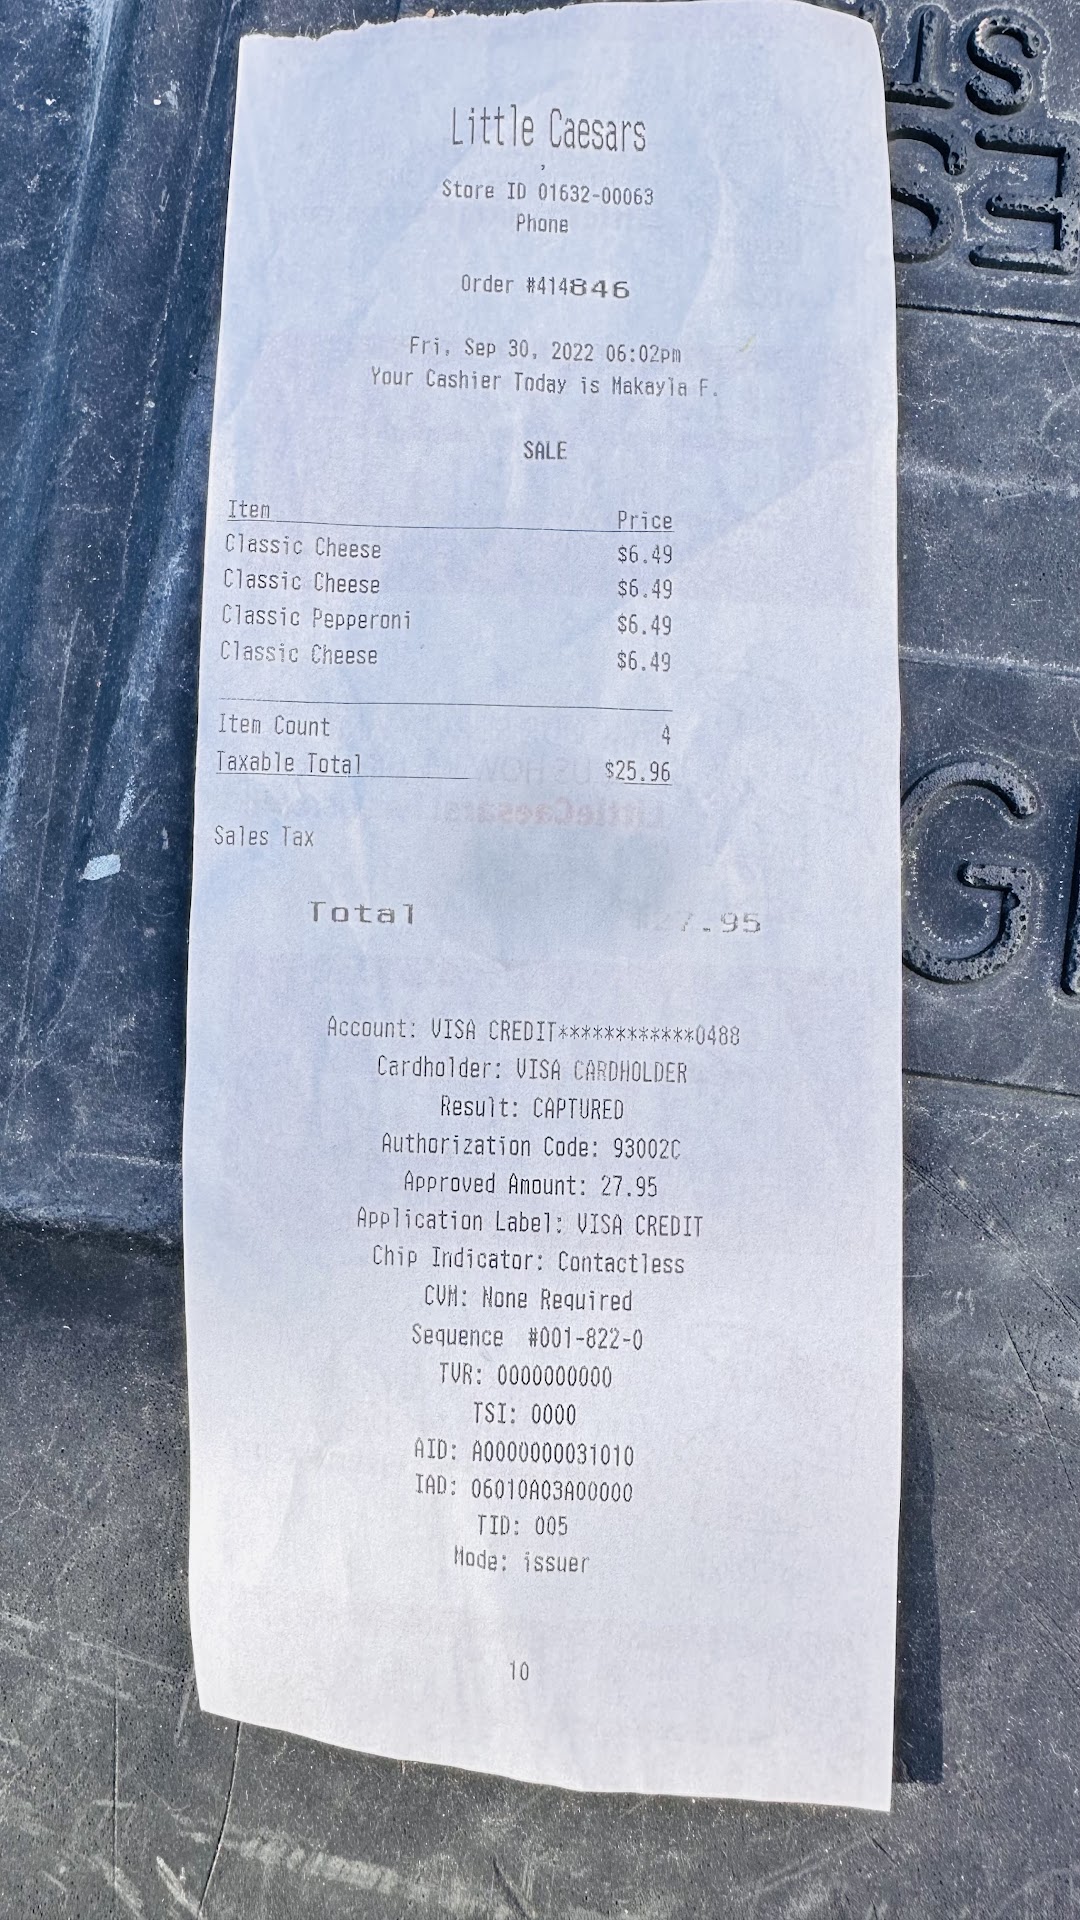 Little Caesars
,
Store ID 01632-00063
Phone
Order #414846
Fri, Sep 30, 2022 06:02pm
Your Cashier Today is Makayla F.
SALE
Item Price
Classic Cheese $6.49
Classic Cheese $6.49
Classic Pepperoni $6.49
Classic Cheese $6.49
Item Count 4
Taxable Total $25.96
Sales Tax
Total 7.95
Account: VISA CREDIT************0488
Cardholder: VISA CARDHOLDER
Result: CAPTURED
Authorization Code: 93002C
Approved Amount: 27.95
Application Label: VISA CREDIT
Chip Indicator: Contactless
CVM: None Required
Sequence #001-822-0
TVR: 0000000000
TSI: 0000
AID: A0000000031010
IAD: 06010A03A00000
TID: 005
Mode: issuer
10